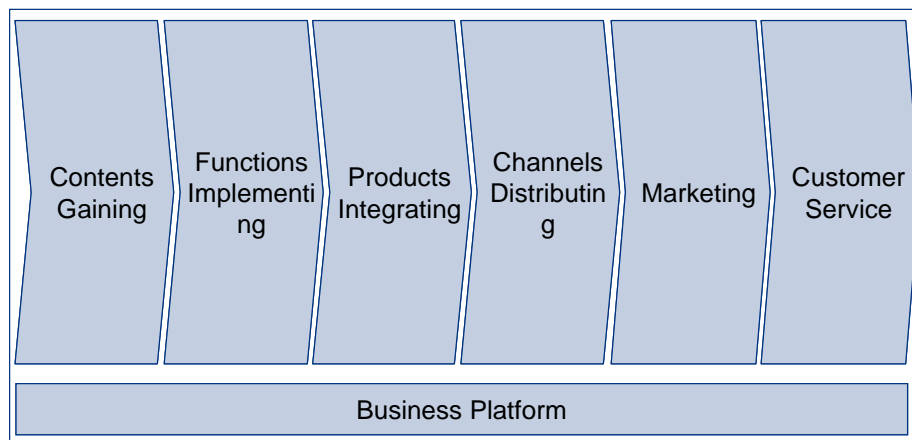 Contents
Gaining
Functions
Implementi
ng
Products
Integrating
Channels
Distributin
g
Marketing
Customer
Service
Business Platform